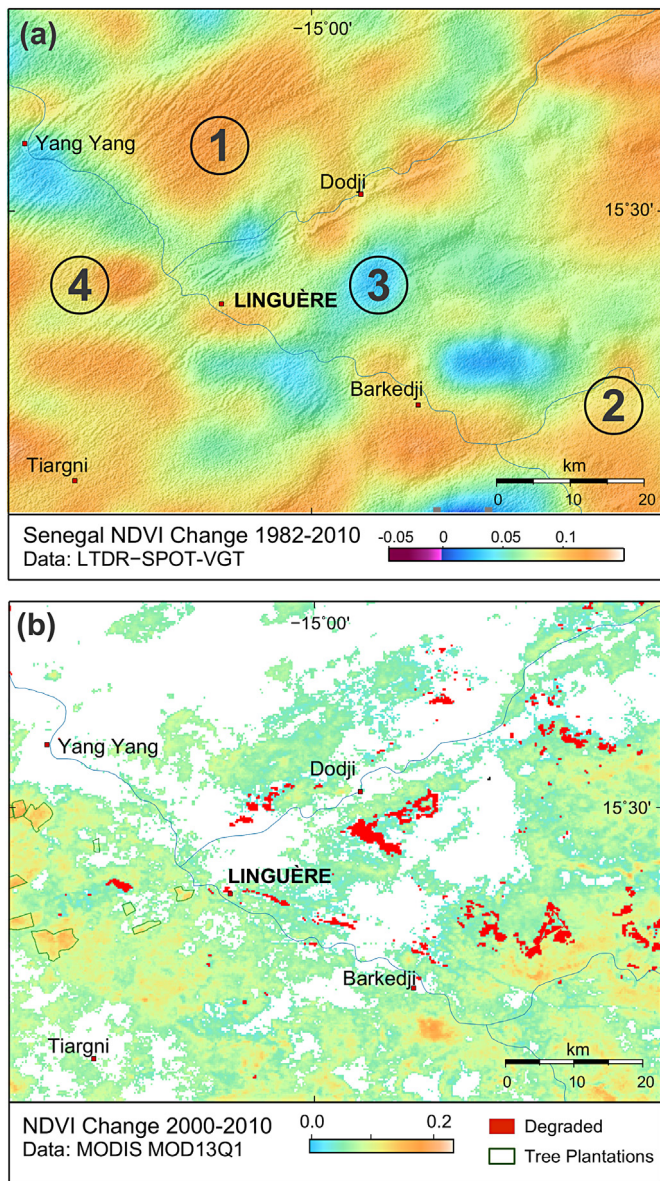 (a)
−15°00'
1
Yang Yang
Dodji
15°30'
4
3
LINGUÈRE
Barkedji
2
Tiargni
km
0 10 20
Senegal NDVI Change 1982-2010
Data: LTDR−SPOT-VGT
-0.05 0 0.05 0.1
(b)
−15°00'
Yang Yang
Dodji
15°30'
LINGUÈRE
Barkedji
Tiargni
km
0 10 20
NDVI Change 2000-2010
Data: MODIS MOD13Q1
0.0 0.2
Degraded
Tree Plantations